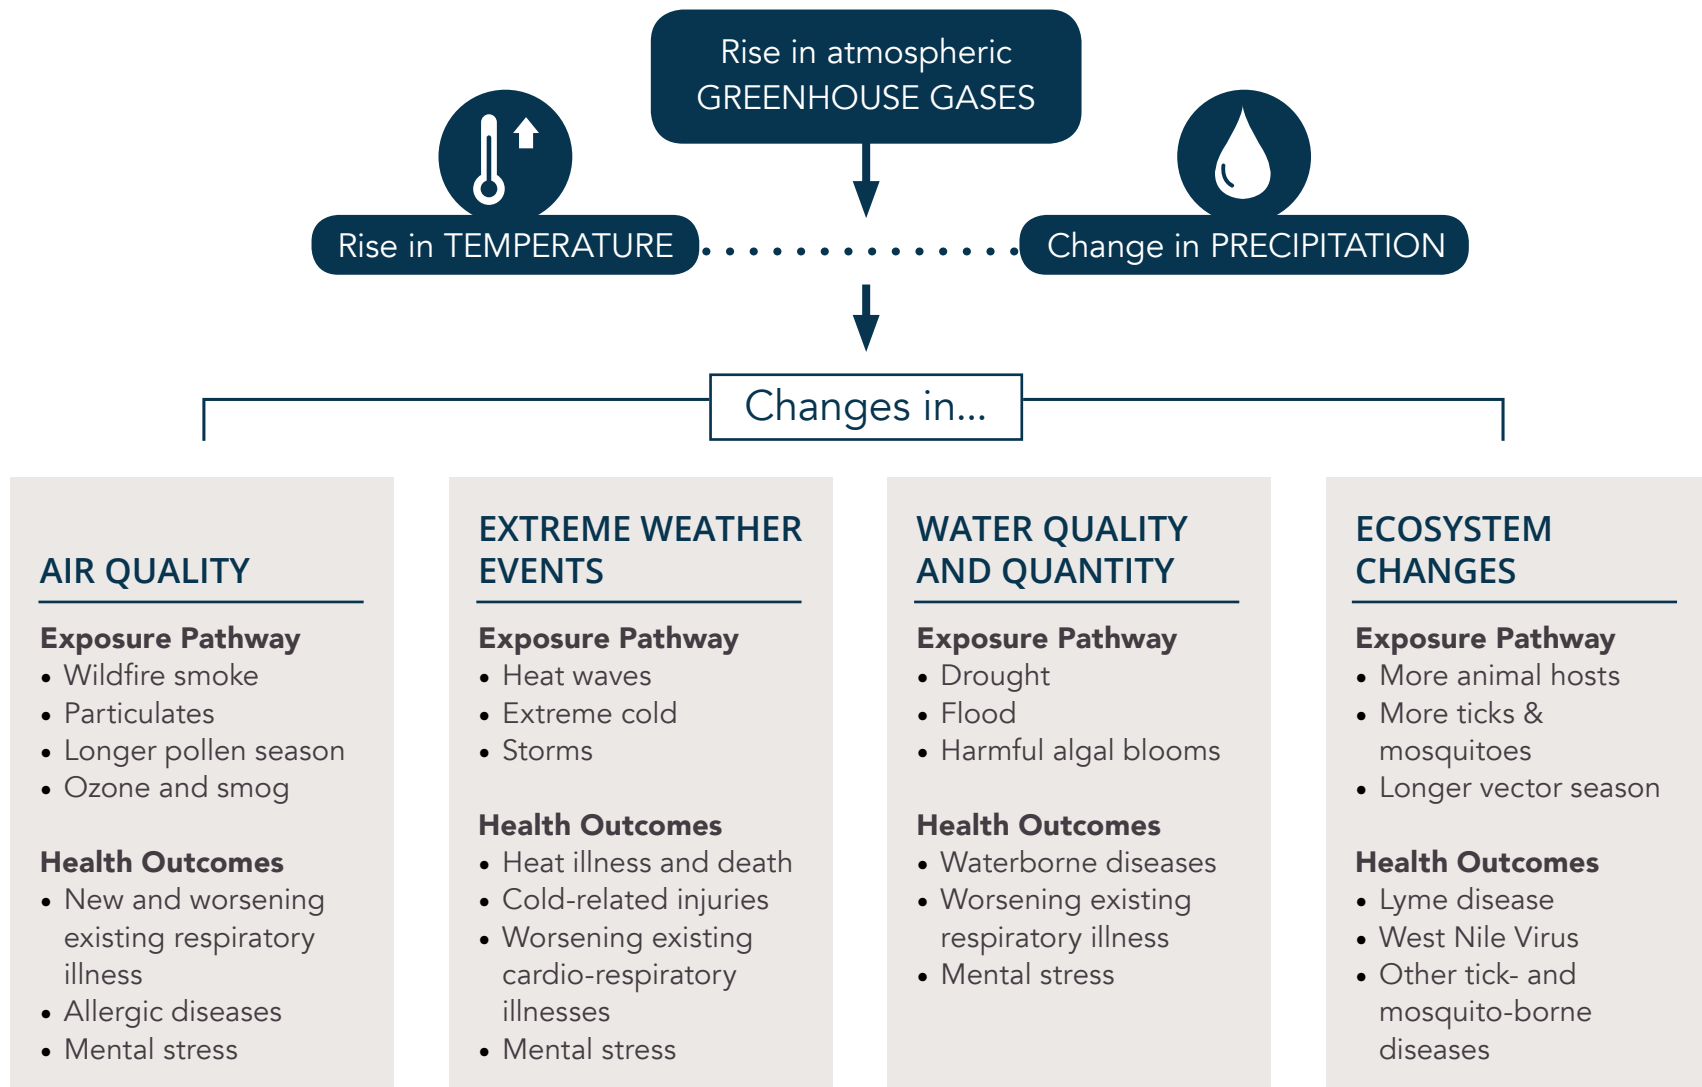 Rise in atmospheric
GREENHOUSE GASES
Rise in TEMPERATURE
Change in PRECIPITATION
Changes in...
AIR QUALITY
Exposure Pathway
• Wildfire smoke
• Particulates
• Longer pollen season
• Ozone and smog
Health Outcomes
• New and worsening
existing respiratory
illness
• Allergic diseases
• Mental stress
EXTREME WEATHER
EVENTS
Exposure Pathway
• Heat waves
• Extreme cold
• Storms
Health Outcomes
• Heat illness and death
• Cold-related injuries
• Worsening existing
cardio-respiratory
illnesses
• Mental stress
WATER QUALITY
AND QUANTITY
Exposure Pathway
• Drought
• Flood
• Harmful algal blooms
Health Outcomes
• Waterborne diseases
• Worsening existing
respiratory illness
• Mental stress
ECOSYSTEM
CHANGES
Exposure Pathway
• More animal hosts
• More ticks &
mosquitoes
• Longer vector season
Health Outcomes
• Lyme disease
• West Nile Virus
• Other tick- and
mosquito-borne
diseases